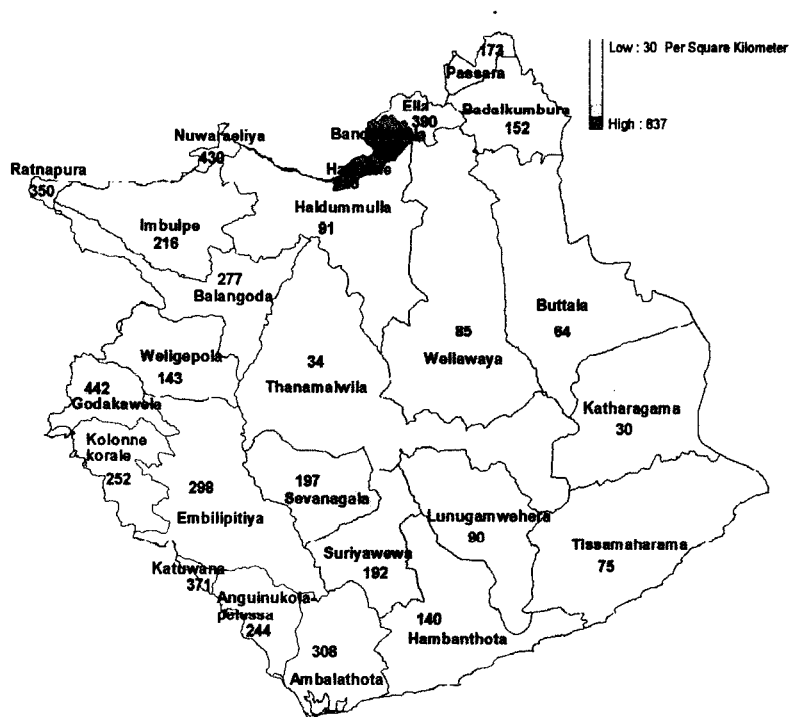 173
Low : 30 Per Square Kilometer
Passara
Ella
390
Badalkumbura
152
High : 837
Nuwaraeliya
430
Ratnapura
350
Haldummulla
91
Imbulpe
216
277
Balangoda
Buttala
64
85
Wellawaya
34
Thanamalwila
Weligepola
143
442
Godakawela
Katharagama
30
Kolonne
korale
252
197
Sevanagala
298
Embilipitiya
Lunugamwehera
90
Tissamaharama
75
Suriyawewa
192
Katuwana
371
Angunukola-
pelessa
244
140
Hambanthota
308
Ambalathota